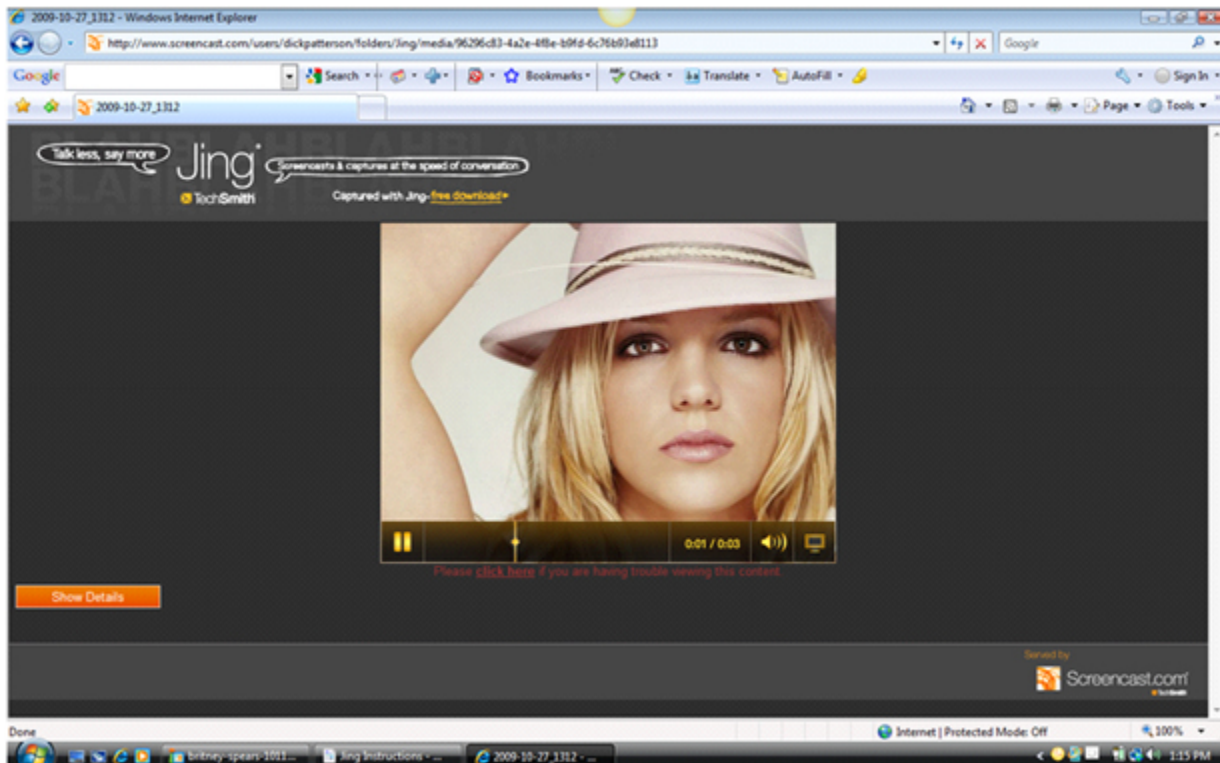 2009-10-27_1312 - Windows Internet Explorer
http://www.screencast.com/users/dickpatterson/folders/Jing/media/96296c83-4a2e-4f8e-b9fd-6c76b93e8113
Google
Google
Search
Bookmarks
Check
Translate
AutoFill
Sign In
2009-10-27_1312
Page
Tools
Talk less, say more
Jing
Screencasts & captures at the speed of conversation
TechSmith
Captured with Jing-free download
0:01 / 0:03
Please click here if you are having trouble viewing this content
Show Details
Served by
Screencast.com
TechSmith
Done
Internet | Protected Mode: Off
100%
britney-spears-1011...
Jing Instructions - ...
2009-10-27_1312 - ...
1:15 PM